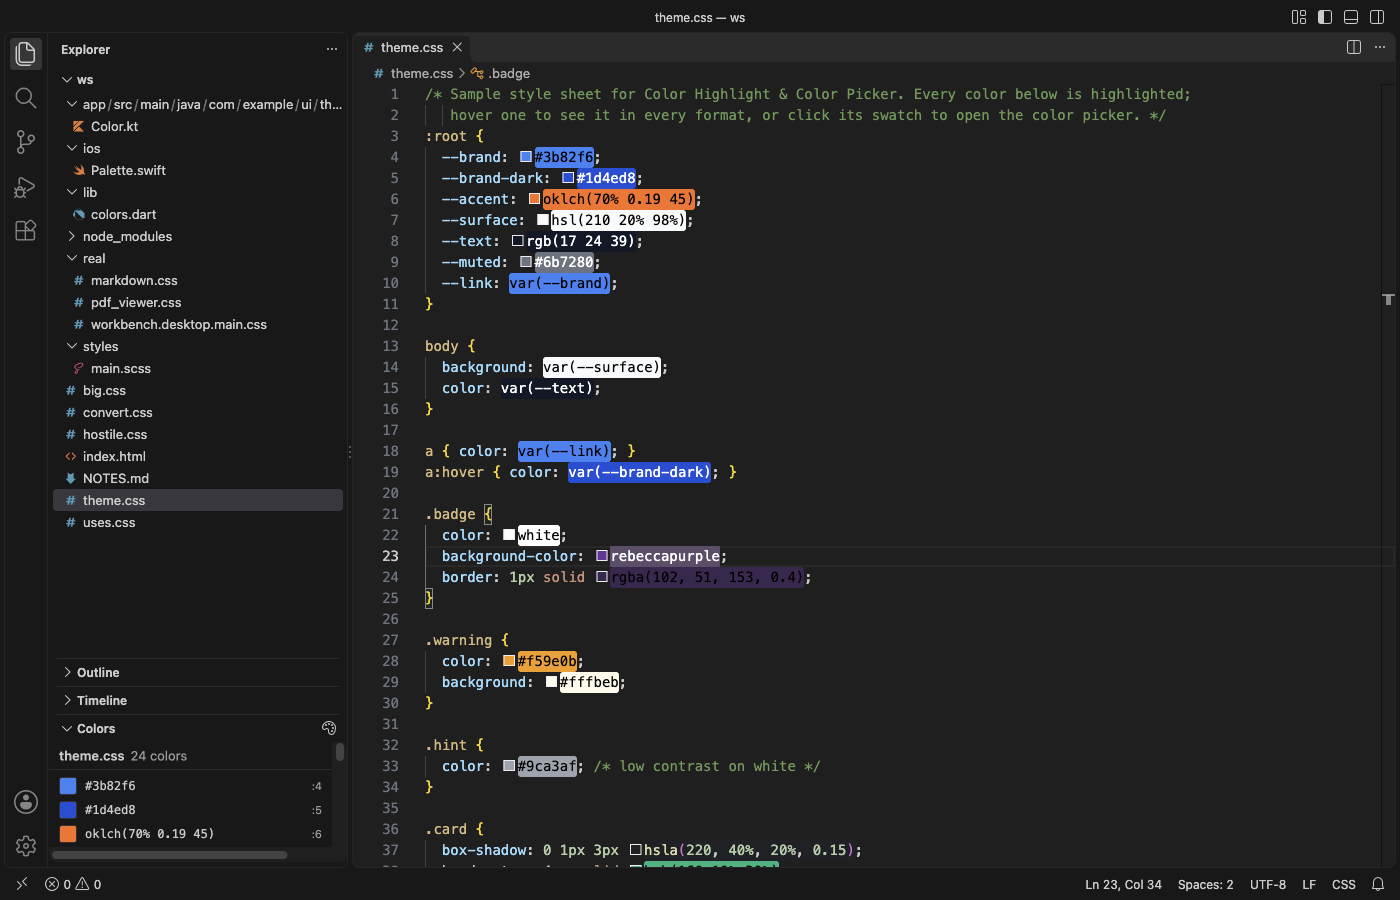 theme.css — ws
Explorer
ws
app/src/main/java/com/example/ui/th...
Color.kt
ios
Palette.swift
lib
colors.dart
node_modules
real
markdown.css
pdf_viewer.css
workbench.desktop.main.css
styles
main.scss
big.css
convert.css
hostile.css
index.html
NOTES.md
theme.css
uses.css
Outline
Timeline
Colors
theme.css 24 colors
#3b82f6 :4
#1d4ed8 :5
oklch(70% 0.19 45) :6
theme.css
theme.css > .badge
1 /* Sample style sheet for Color Highlight & Color Picker. Every color below is highlighted;
2 hover one to see it in every format, or click its swatch to open the color picker. */
3 :root {
4 --brand: #3b82f6;
5 --brand-dark: #1d4ed8;
6 --accent: oklch(70% 0.19 45);
7 --surface: hsl(210 20% 98%);
8 --text: rgb(17 24 39);
9 --muted: #6b7280;
10 --link: var(--brand);
11 }
12
13 body {
14 background: var(--surface);
15 color: var(--text);
16 }
17
18 a { color: var(--link); }
19 a:hover { color: var(--brand-dark); }
20
21 .badge {
22 color: white;
23 background-color: rebeccapurple;
24 border: 1px solid rgba(102, 51, 153, 0.4);
25 }
26
27 .warning {
28 color: #f59e0b;
29 background: #fffbeb;
30 }
31
32 .hint {
33 color: #9ca3af; /* low contrast on white */
34 }
35
36 .card {
37 box-shadow: 0 1px 3px hsla(220, 40%, 20%, 0.15);
0 0
Ln 23, Col 34 Spaces: 2 UTF-8 LF CSS